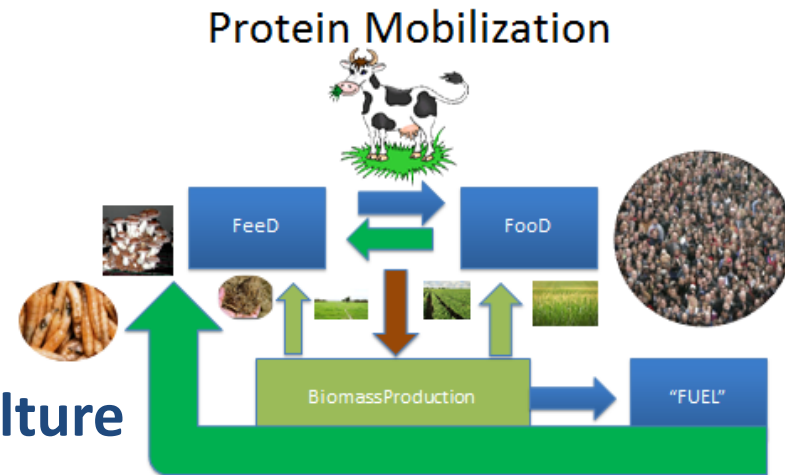 Protein Mobilization
FeeD
FooD
BiomassProduction
"FUEL"
lture